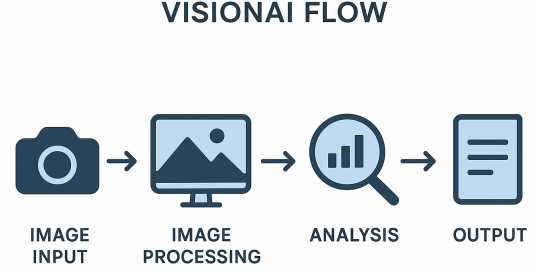 VISIONAI FLOW
IMAGE
INPUT
IMAGE
PROCESSING
ANALYSIS
OUTPUT